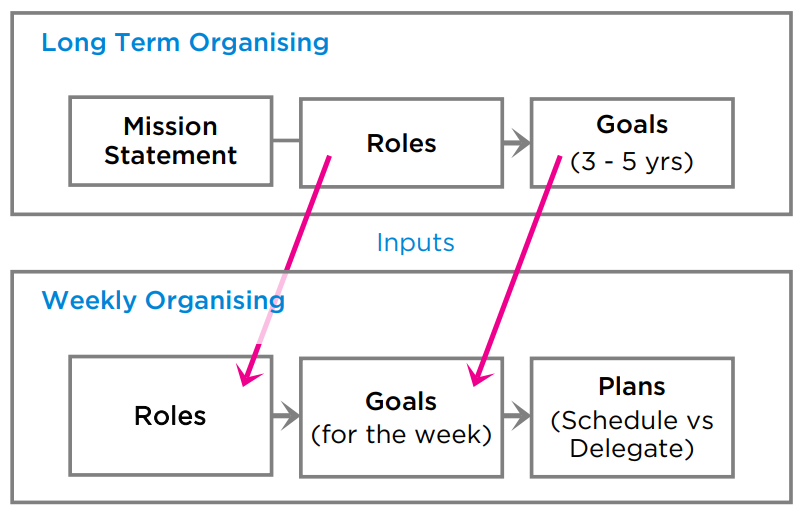 Long Term Organising
Mission
Statement
Roles
Goals
(3 - 5 yrs)
Inputs
Weekly Organising
Roles
Goals
(for the week)
Plans
(Schedule vs
Delegate)